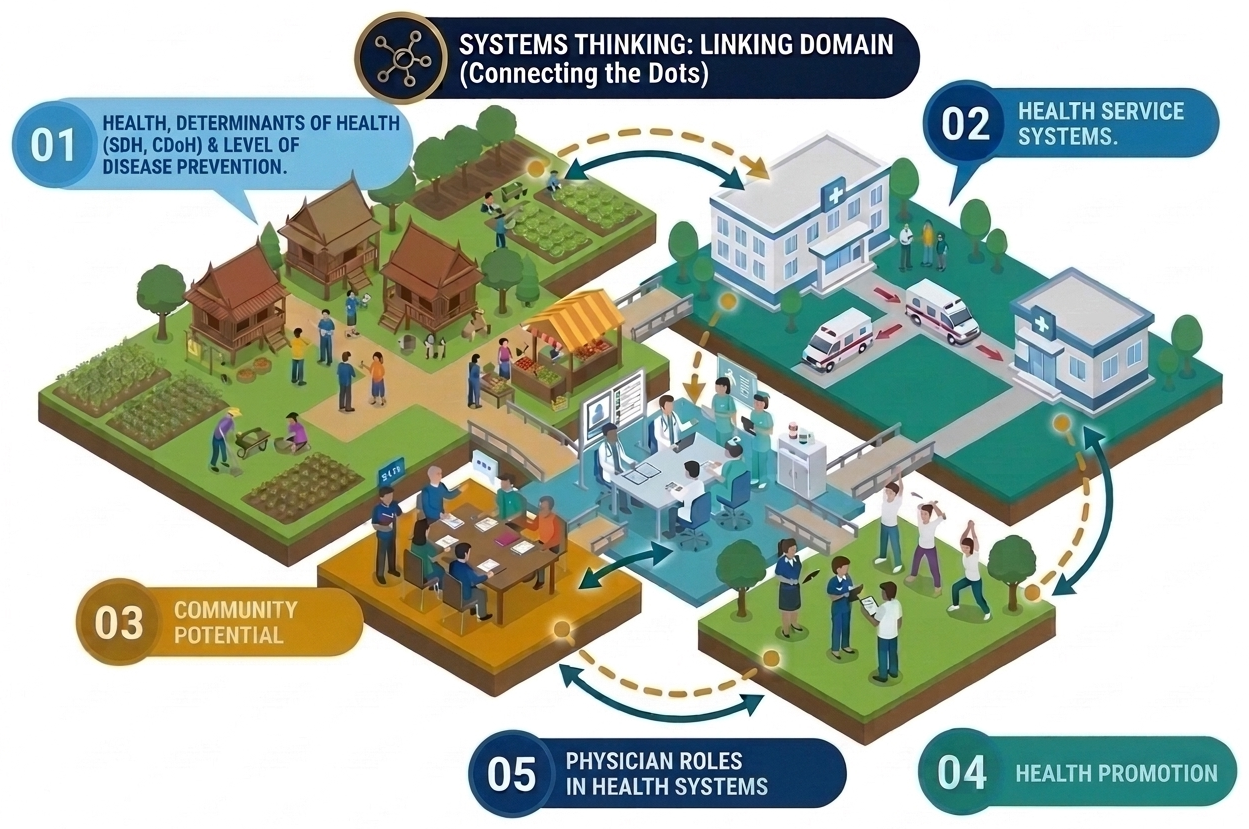 SYSTEMS THINKING: LINKING DOMAIN
(Connecting the Dots)
01
HEALTH, DETERMINANTS OF HEALTH
(SDH, CDoH) & LEVEL OF
DISEASE PREVENTION.
02
HEALTH SERVICE
SYSTEMS.
03
COMMUNITY
POTENTIAL
05
PHYSICIAN ROLES
IN HEALTH SYSTEMS
04
HEALTH PROMOTION